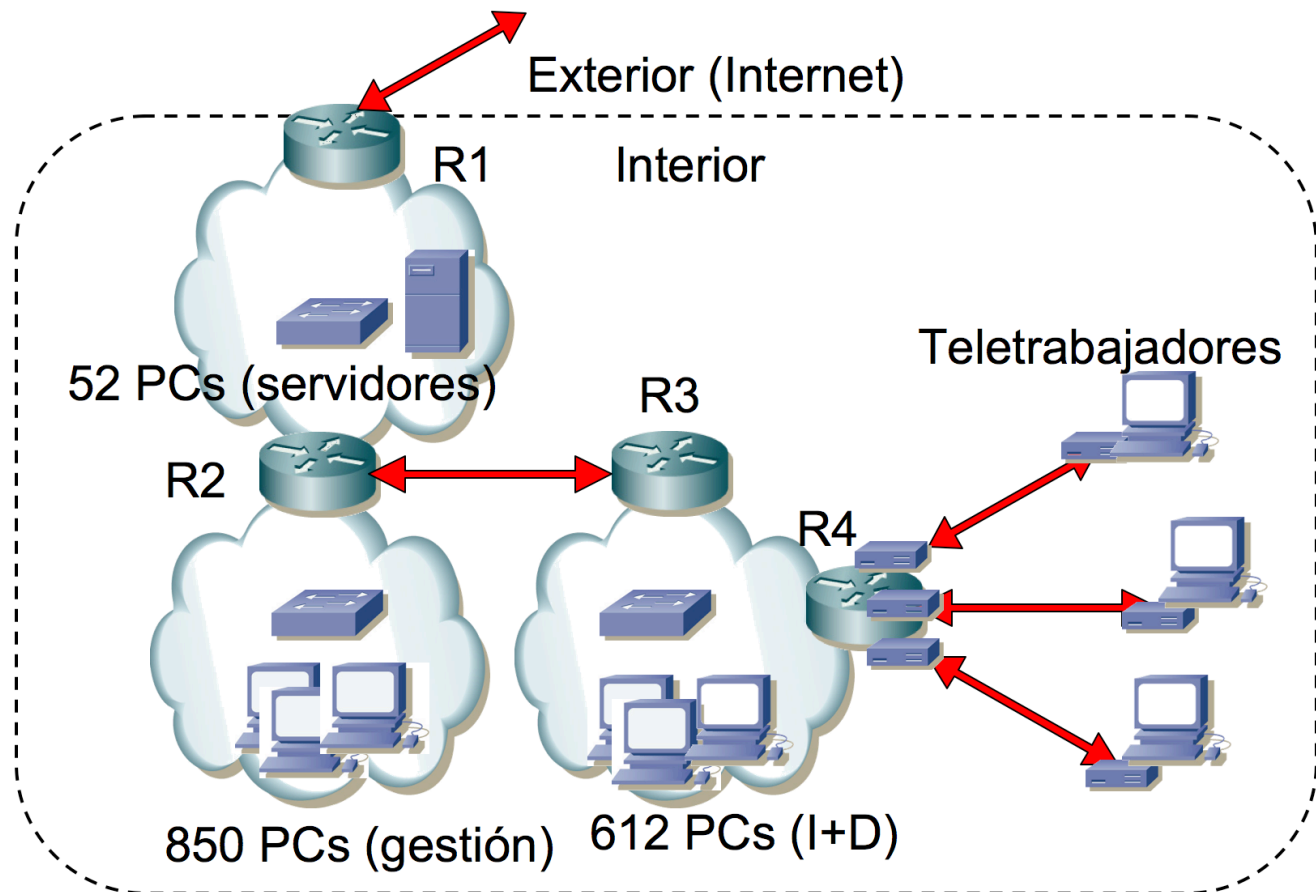 Exterior (Internet)
R1
Interior
52 PCs (servidores)
Teletrabajadores
R3
R2
R4
850 PCs (gestión)
612 PCs (I+D)